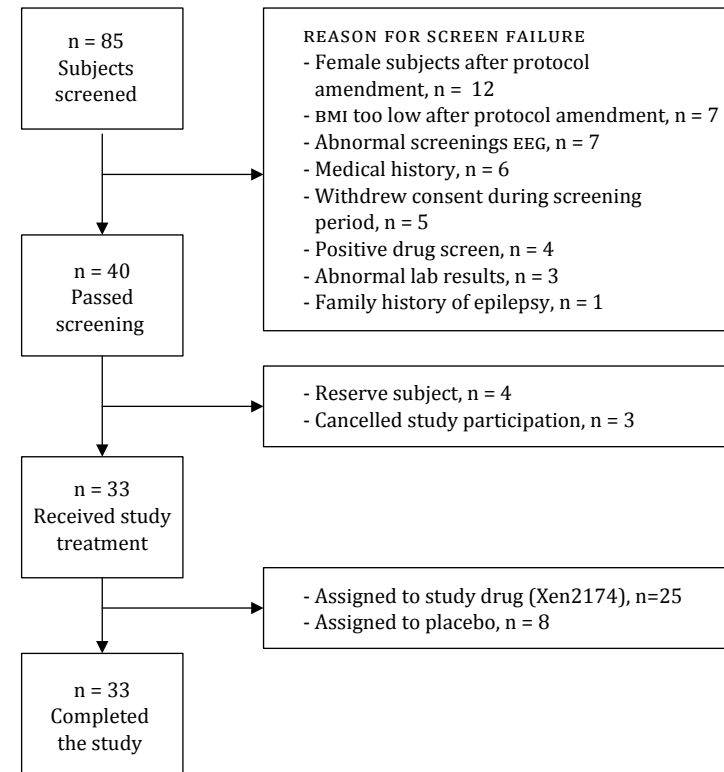 n = 85
Subjects
screened
REASON FOR SCREEN FAILURE
- Female subjects after protocol
amendment, n =  12
- BMI too low after protocol amendment, n = 7
- Abnormal screenings EEG, n = 7
- Medical history, n = 6
- Withdrew consent during screening
period, n = 5
- Positive drug screen, n = 4
- Abnormal lab results, n = 3
- Family history of epilepsy, n = 1
n = 40
Passed
screening
- Reserve subject, n = 4
- Cancelled study participation, n = 3
n = 33
Received study
treatment
- Assigned to study drug (Xen2174), n=25
- Assigned to placebo, n = 8
n = 33
Completed
the study